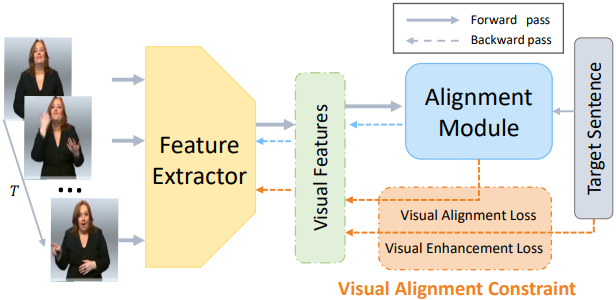 Forward pass
Backward pass
T
...
Feature
Extractor
Visual Features
Alignment
Module
Target Sentence
Visual Alignment Loss
Visual Enhancement Loss
Visual Alignment Constraint